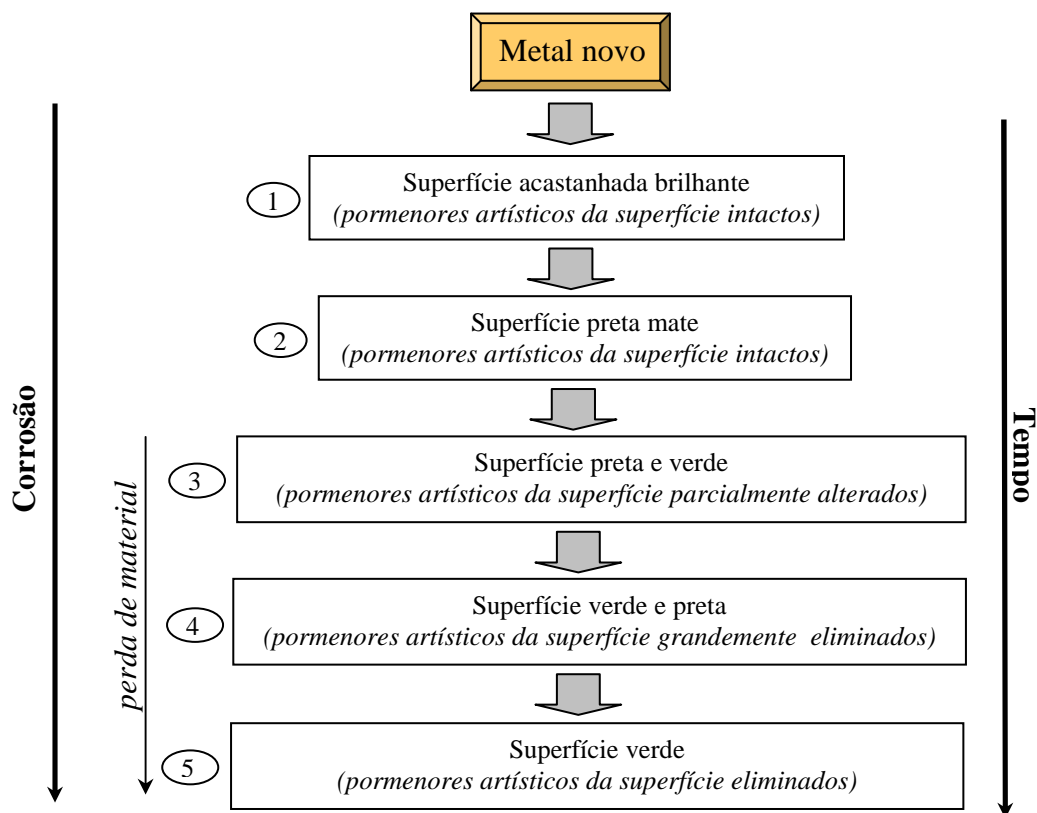 Metal novo
1
Superfície acastanhada brilhante
(pormenores artísticos da superfície intactos)
2
Superfície preta mate
(pormenores artísticos da superfície intactos)
Corrosão
Tempo
perda de material
3
Superfície preta e verde
(pormenores artísticos da superfície parcialmente alterados)
4
Superfície verde e preta
(pormenores artísticos da superfície grandemente eliminados)
5
Superfície verde
(pormenores artísticos da superfície eliminados)